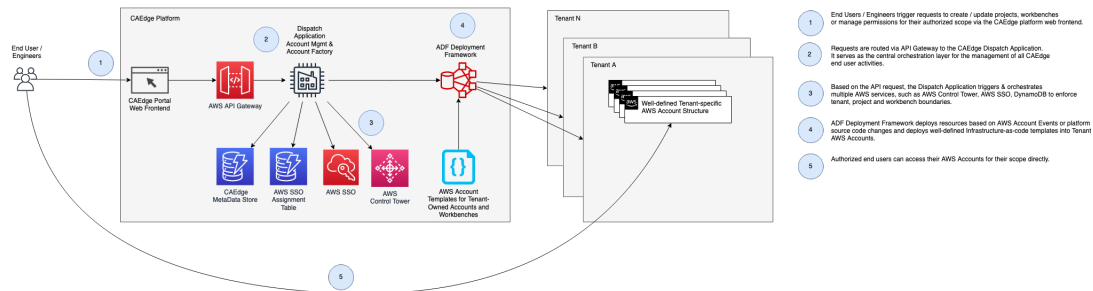 CAEdge Platform
End User /
Engineers
1
CAEdge Portal
Web Frontend
2
AWS API Gateway
Dispatch
Application
Account Mgmt &
Account Factory
3
CAEdge
MetaData Store
AWS SSO
Assignment
Table
AWS SSO
AWS
Control Tower
4
ADF Deployment
Framework
AWS Account
Templates for Tenant-
Owned Accounts and
Workbenches
5
Tenant N
Tenant B
Tenant A
aws
Well-defined Tenant-specific
AWS Account Structure
1
End Users / Engineers trigger requests to create / update projects, workbenches
or manage permissions for their authorized scope via the CAEdge platform web frontend.
2
Requests are routed via API Gateway to the CAEdge Dispatch Application.
It serves as the central orchestration layer for the management of all CAEdge
end user activities.
3
Based on the API request, the Dispatch Application triggers & orchestrates
multiple AWS services, such as AWS Control Tower, AWS SSO, DynamoDB to enforce
tenant, project and workbench boundaries.
4
ADF Deployment Framework deploys resources based on AWS Account Events or platform
source code changes and deploys well-defined Infrastructure-as-code templates into Tenant
AWS Accounts.
5
Authorized end users can access their AWS Accounts for their scope directly.